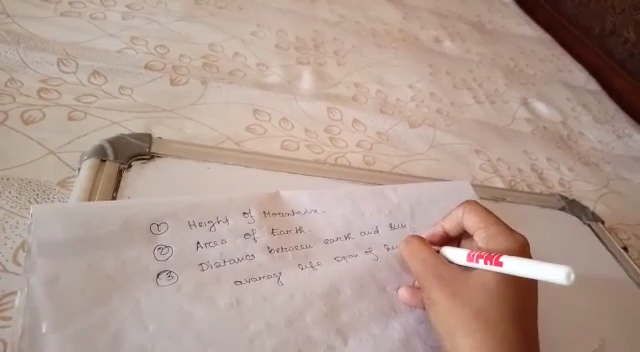 ① Height of Mountain.
② Area of Earth.
③ Distance between earth and Sun
average life span of